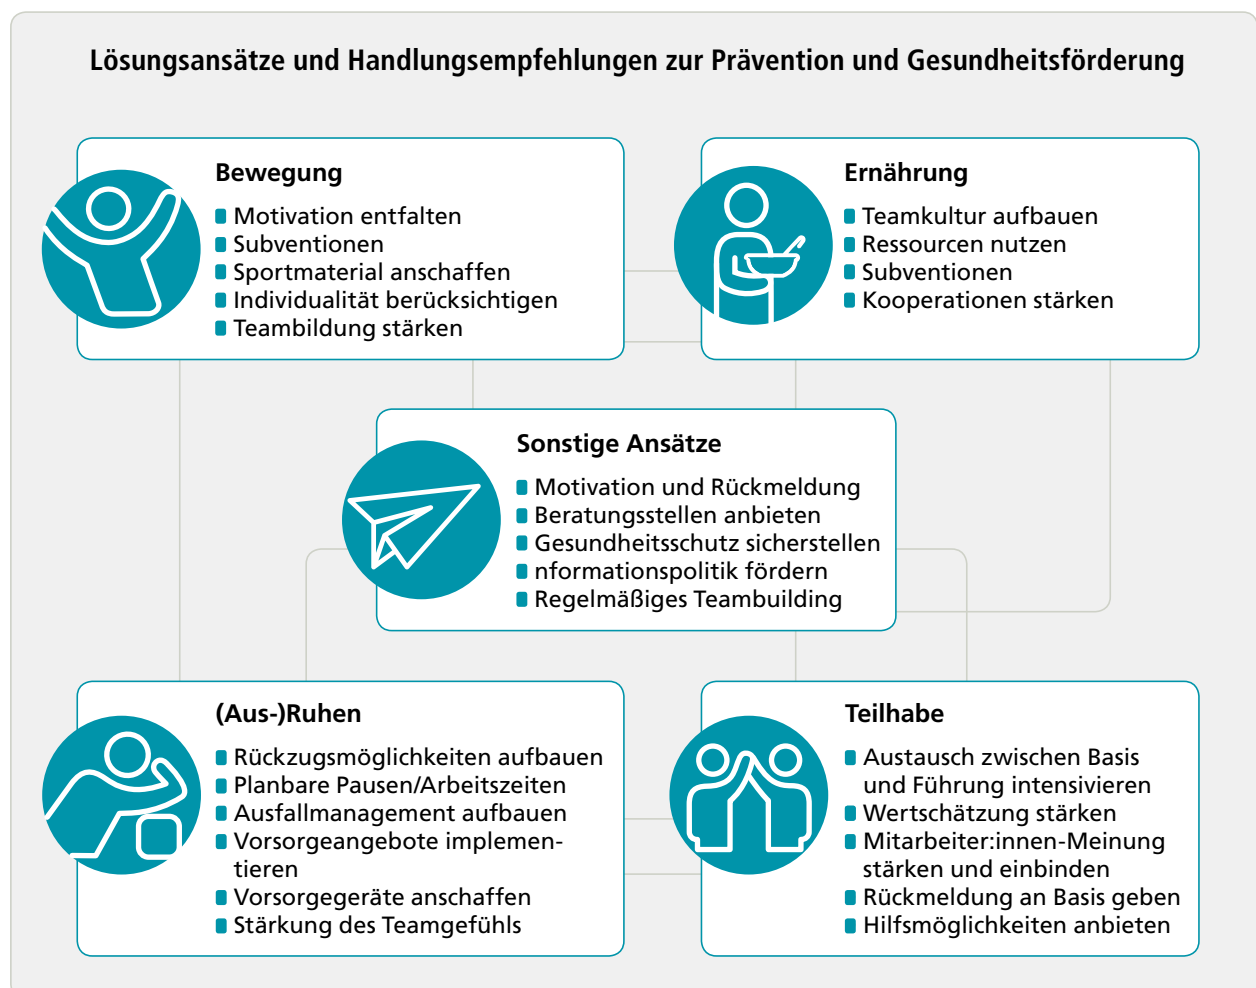 Lösungsansätze und Handlungsempfehlungen zur Prävention und Gesundheitsförderung
Bewegung
Motivation entfalten
Subventionen
Sportmaterial anschaffen
Individualität berücksichtigen
Teambildung stärken
Ernährung
Teamkultur aufbauen
Ressourcen nutzen
Subventionen
Kooperationen stärken
Sonstige Ansätze
Motivation und Rückmeldung
Beratungsstellen anbieten
Gesundheitsschutz sicherstellen
nformationspolitik fördern
Regelmäßiges Teambuilding
(Aus-)Ruhen
Rückzugsmöglichkeiten aufbauen
Planbare Pausen/Arbeitszeiten
Ausfallmanagement aufbauen
Vorsorgeangebote implemen-
tieren
Vorsorgegeräte anschaffen
Stärkung des Teamgefühls
Teilhabe
Austausch zwischen Basis
und Führung intensivieren
Wertschätzung stärken
Mitarbeiter:innen-Meinung
stärken und einbinden
Rückmeldung an Basis geben
Hilfsmöglichkeiten anbieten